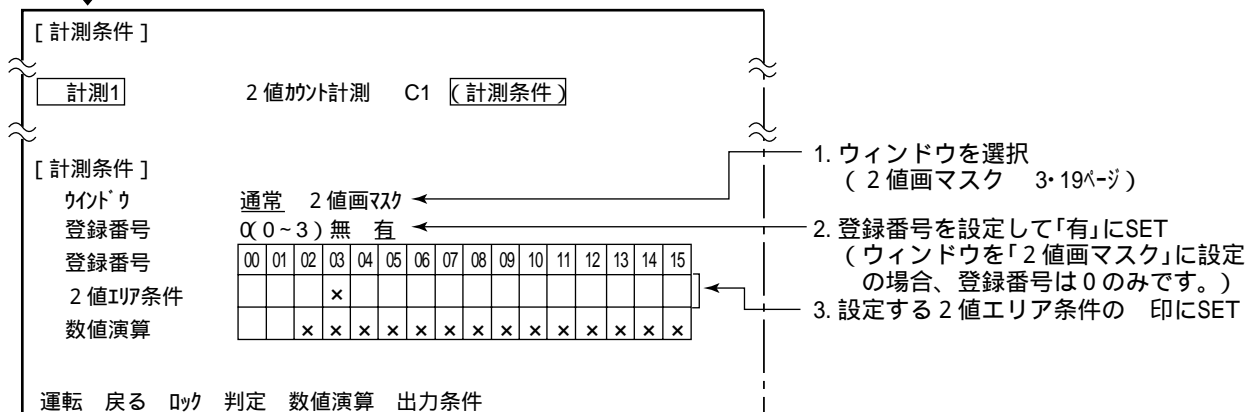 [ 計測条件 ]
計測1 2 値ｶｳﾝﾄ計測 C1 ( 計測条件 )
[ 計測条件 ]
ｳｲﾝﾄﾞｳ 通常 2 値画ﾏｽｸ
登録番号 0( 0 ~ 3 ) 無 有
登録番号 00 01 02 03 04 05 06 07 08 09 10 11 12 13 14 15
2 値ｴﾘｱ条件 ×
数値演算 × × × × × × × × × × × × × ×
運転 戻る ﾛｯｸ 判定 数値演算 出力条件
1. ウィンドウを選択
( 2 値画マスク 3･19ﾍﾟｰｼﾞ )
2. 登録番号を設定して｢有｣にSET
( ウィンドウを｢ 2 値画マスク｣に設定
の場合、登録番号は 0 のみです。)
3. 設定する 2 値エリア条件の 印にSET